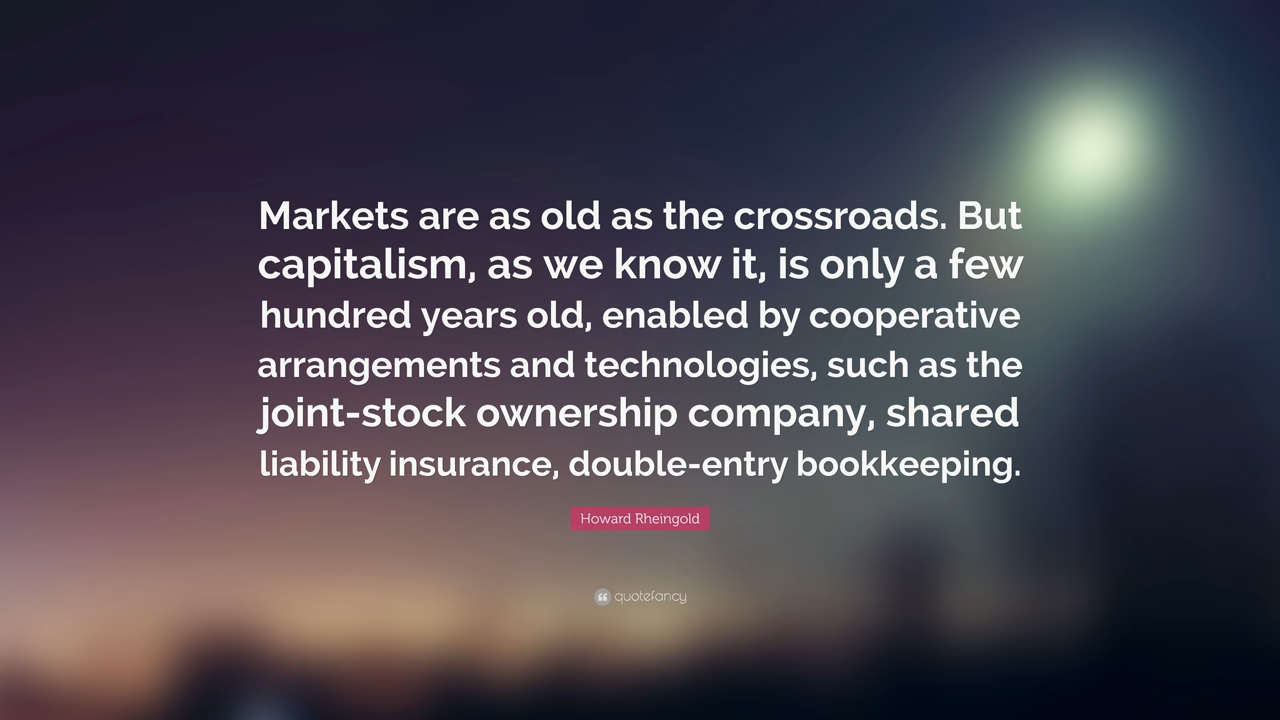 Markets are as old as the crossroads. But
capitalism, as we know it, is only a few
hundred years old, enabled by cooperative
arrangements and technologies, such as the
joint-stock ownership company, shared
liability insurance, double-entry bookkeeping.
Howard Rheingold
quotefancy